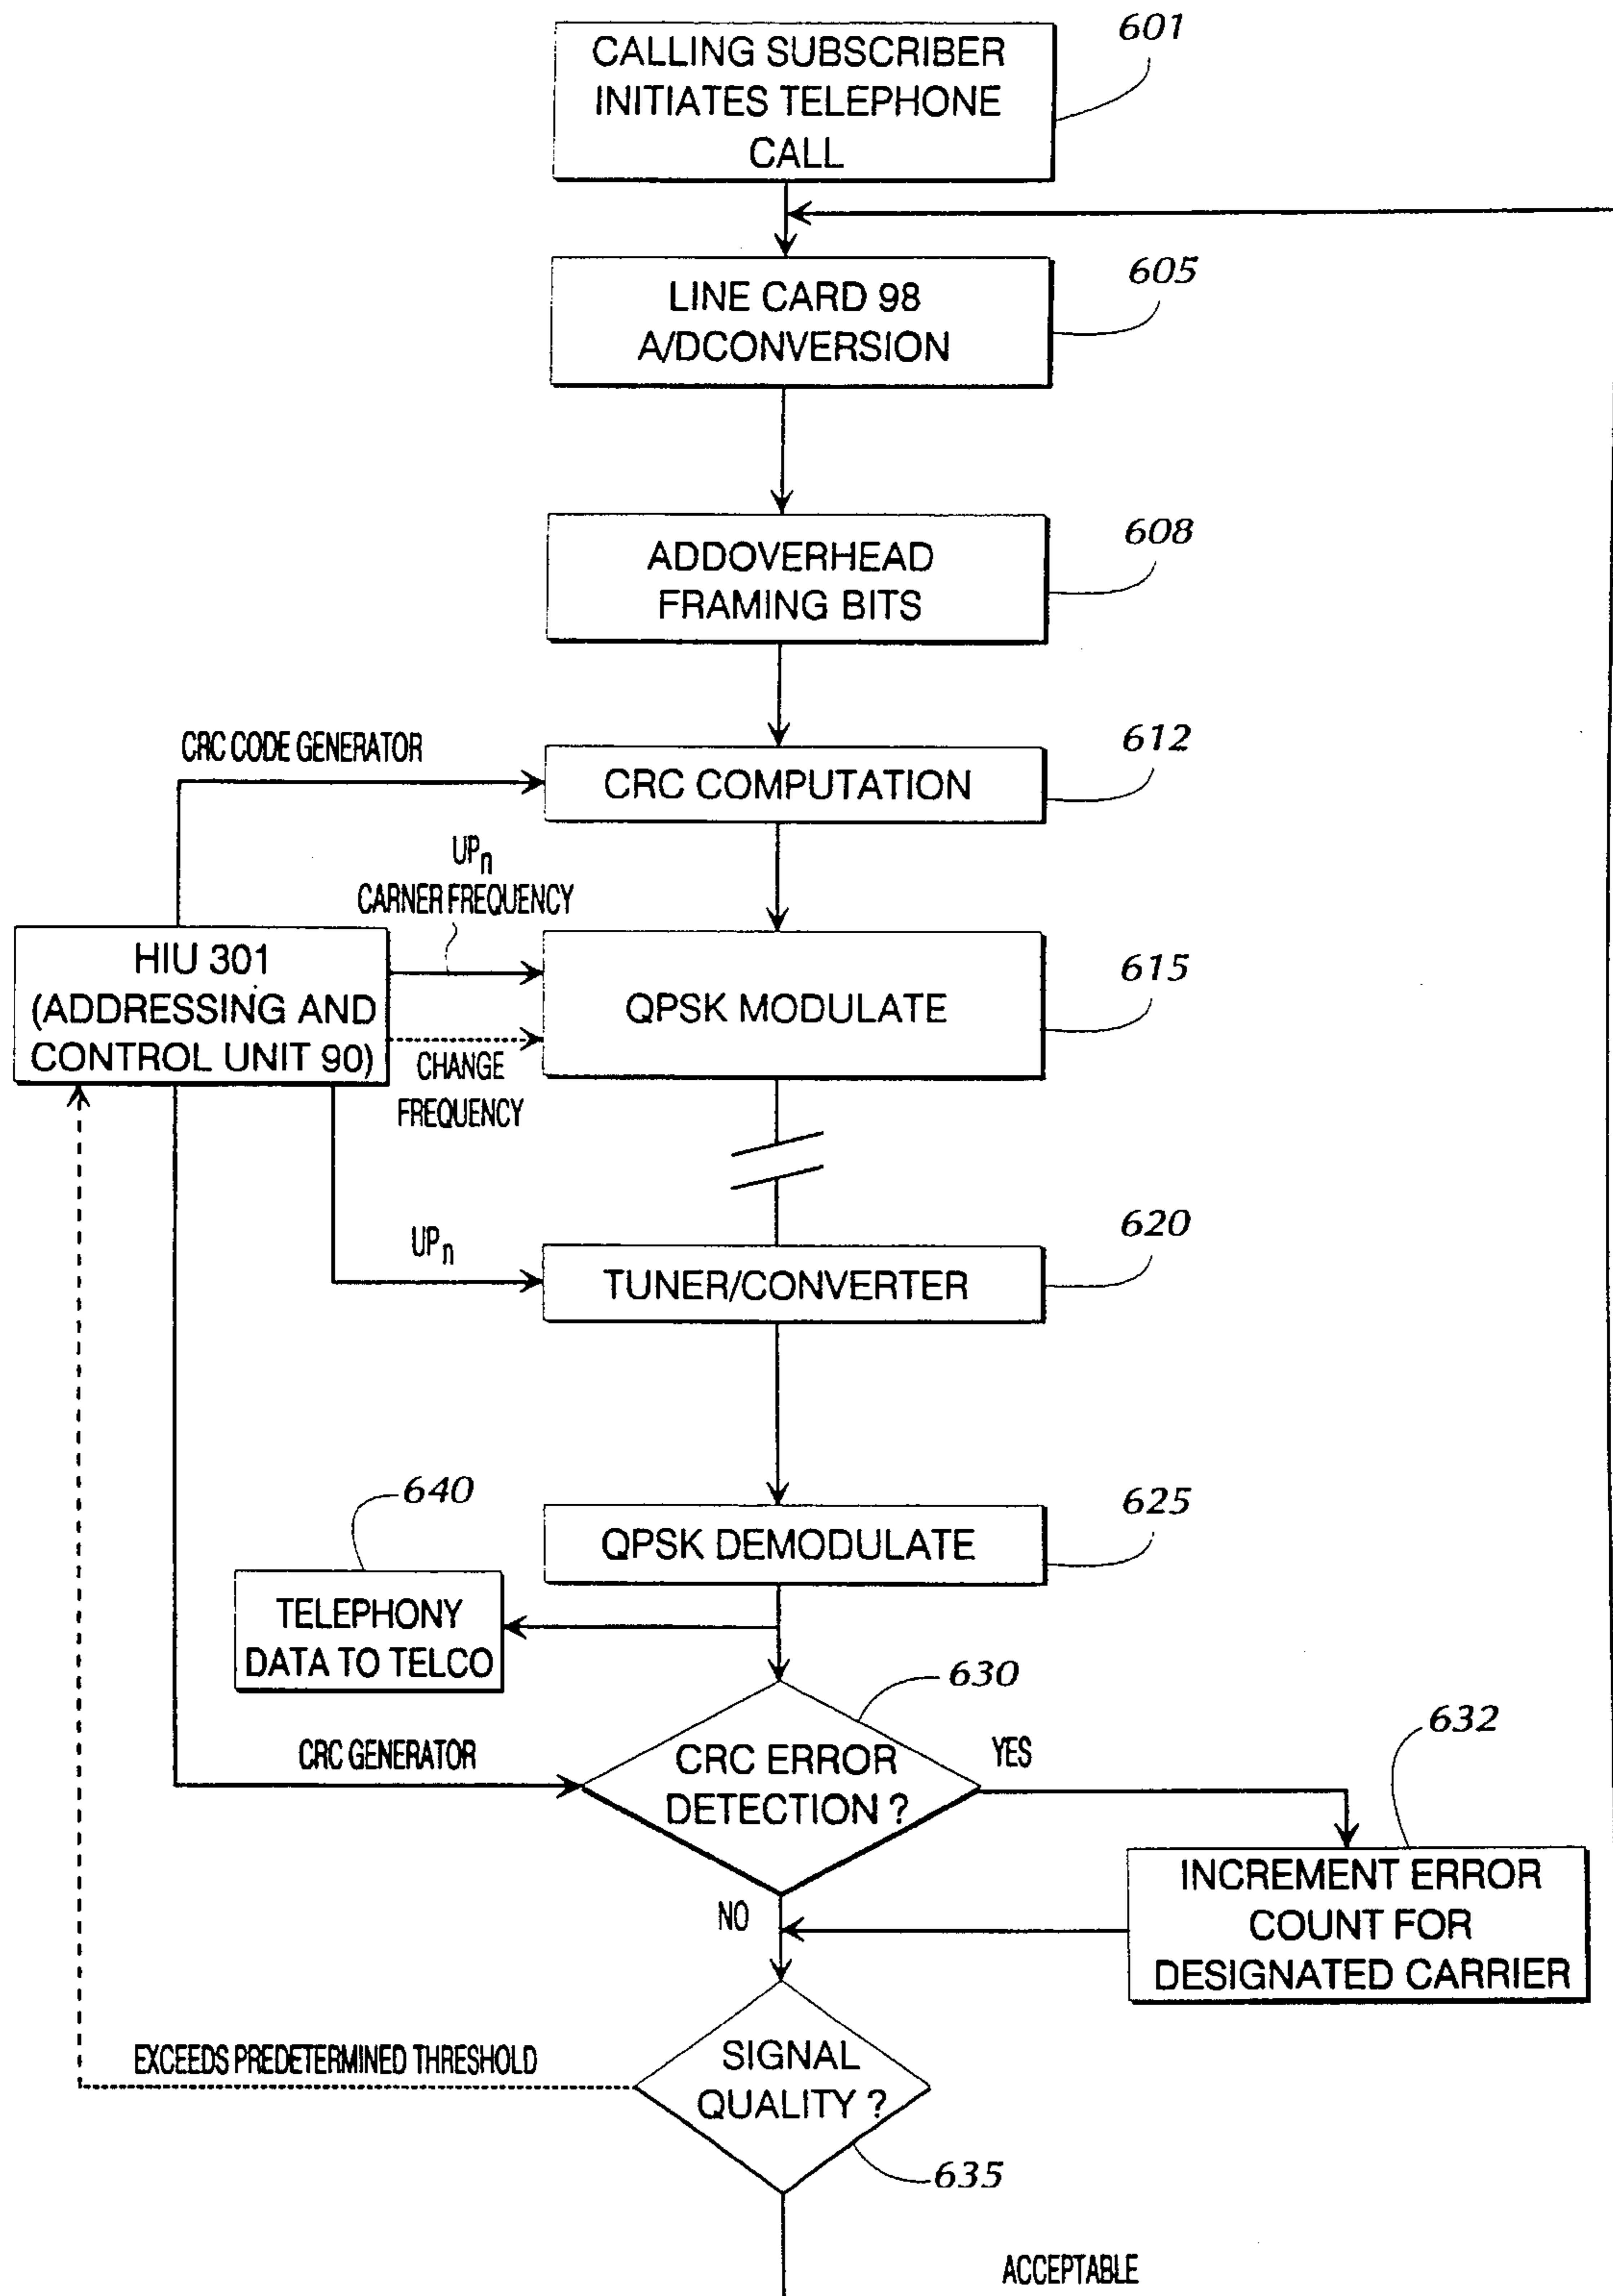 601
CALLING SUBSCRIBER
INITIATES TELEPHONE
CALL
605
LINE CARD 98
A/DCONVERSION
608
ADDOVERHEAD
FRAMING BITS
CRC CODE GENERATOR
612
CRC COMPUTATION
UPn
CARNER FREQUENCY
HIU 301
(ADDRESSING AND
CONTROL UNIT 90)
615
QPSK MODULATE
CHANGE
FREQUENCY
620
UPn
TUNER/CONVERTER
640
625
QPSK DEMODULATE
TELEPHONY
DATA TO TELCO
630
632
CRC GENERATOR
CRC ERROR
DETECTION ?
YES
INCREMENT ERROR
COUNT FOR
DESIGNATED CARRIER
NO
EXCEEDS PREDETERMINED THRESHOLD
SIGNAL
QUALITY ?
635
ACCEPTABLE